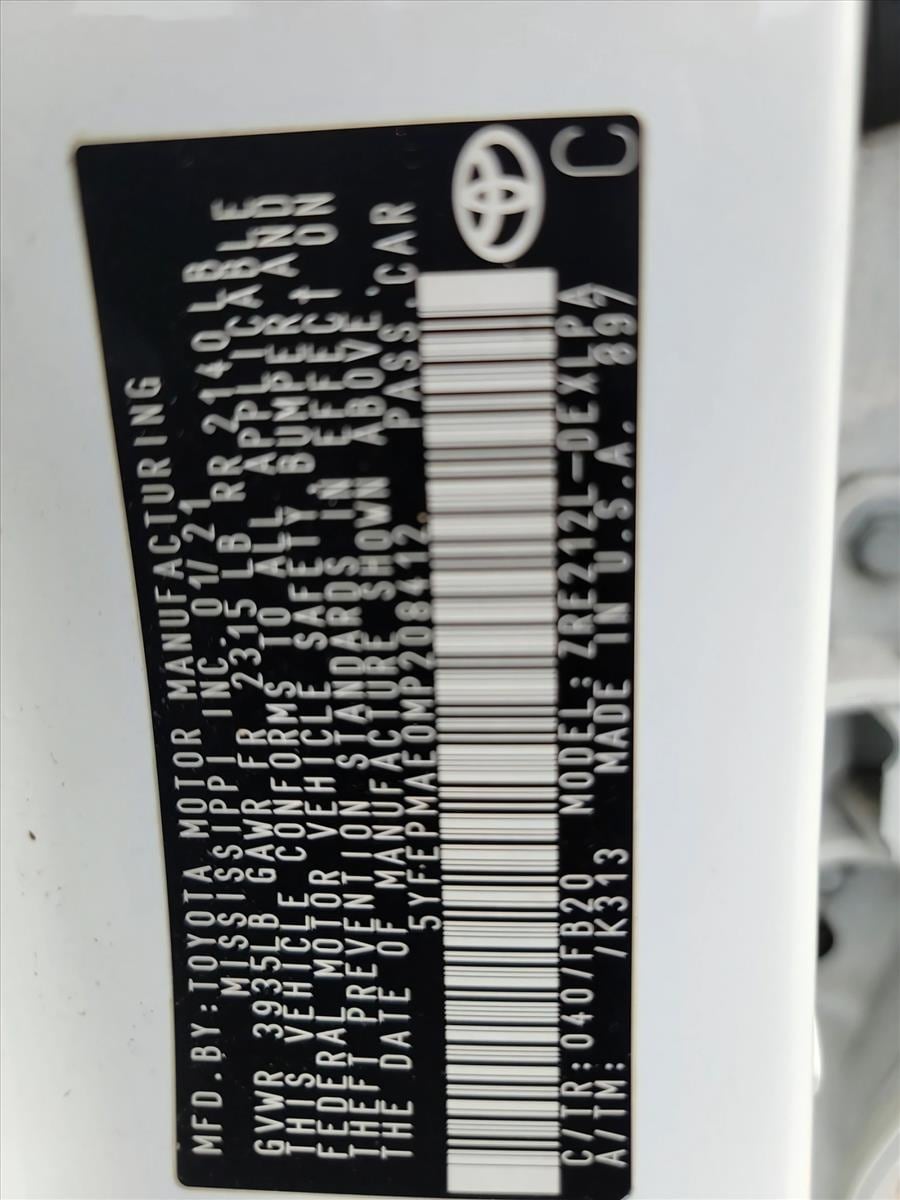 MFD.BY:TOYOTA MOTOR MANUFACTURING
MISSISSIPPI INC. 01/21
GVWR 3935LB GAWR FR 2315 LB RR 2140 LB
THIS VEHICLE CONFORMS TO ALL APPLICABLE
FEDERAL MOTOR VEHICLE SAFETY, BUMPER AND
THEFT PREVENTION STANDARDS IN EFFECT ON
THE DATE OF MANUFACTURE SHOWN ABOVE.
5YFEPMAE0MP208412 PASS.CAR
C/TR:040/FB20 MODEL:ZRE212L-DEXLPA
A/TM: /K313 MADE IN U.S.A. 897
C